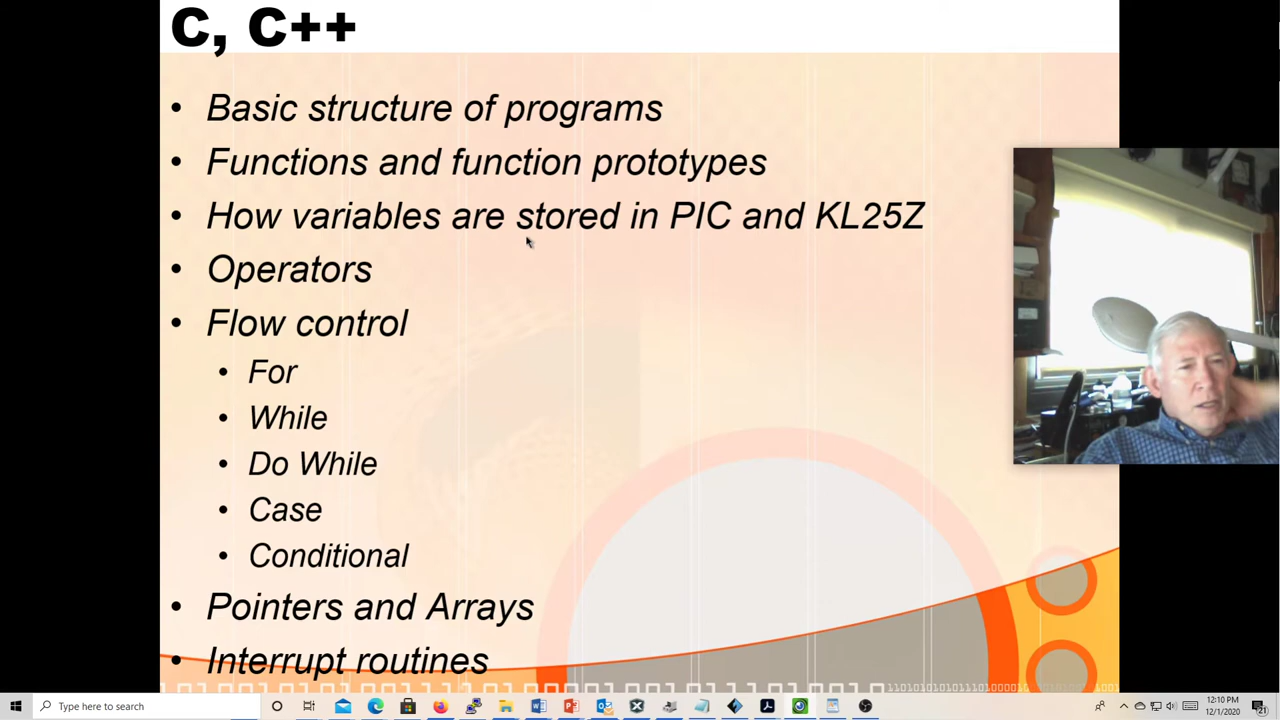 C, C++
• Basic structure of programs
• Functions and function prototypes
• How variables are stored in PIC and KL25Z
• Operators
• Flow control
• For
• While
• Do While
• Case
• Conditional
• Pointers and Arrays
• Interrupt routines
Type here to search
12:10 PM
12/1/2020